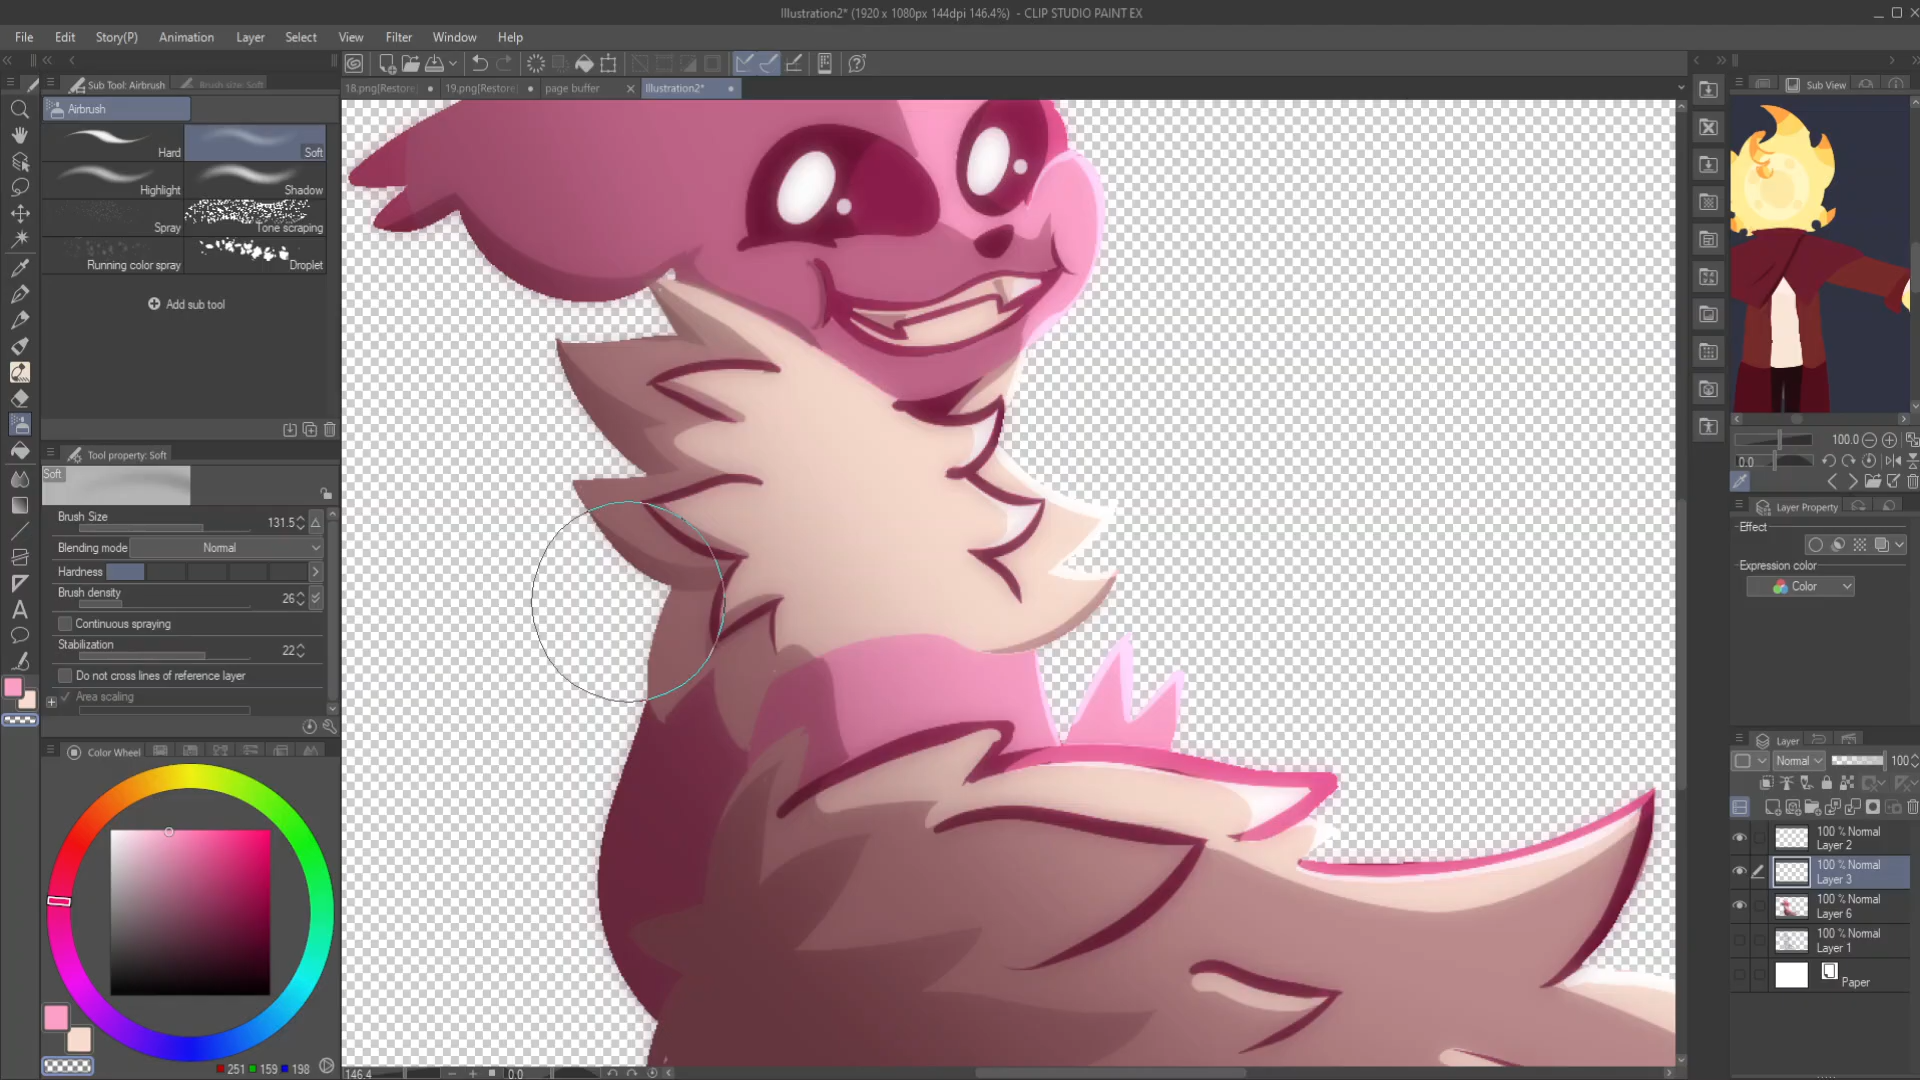 Illustration2* (1920 x 1080px 144dpi 146.4%) - CLIP STUDIO PAINT EX
File Edit Story(P) Animation Layer Select View Filter Window Help
Sub Tool: Airbrush Brush size: Soft
18.png[Restore] 19.png[Restore] page buffer Illustration2*
Airbrush
Hard Soft
Highlight Shadow
Spray Tone scraping
Running color spray Droplet
Add sub tool
Tool property: Soft
Soft
Brush Size 131.5
Blending mode Normal
Hardness
Brush density 26
Continuous spraying
Stabilization 22
Do not cross lines of reference layer
Area scaling
Color Wheel
251 159 198
146.4 0.0
Sub View
100.0
0.0
Layer Property
Effect
Expression color
Color
Layer
Normal 100
100 % Normal
Layer 2
100 % Normal
Layer 3
100 % Normal
Layer 6
100 % Normal
Layer 1
Paper